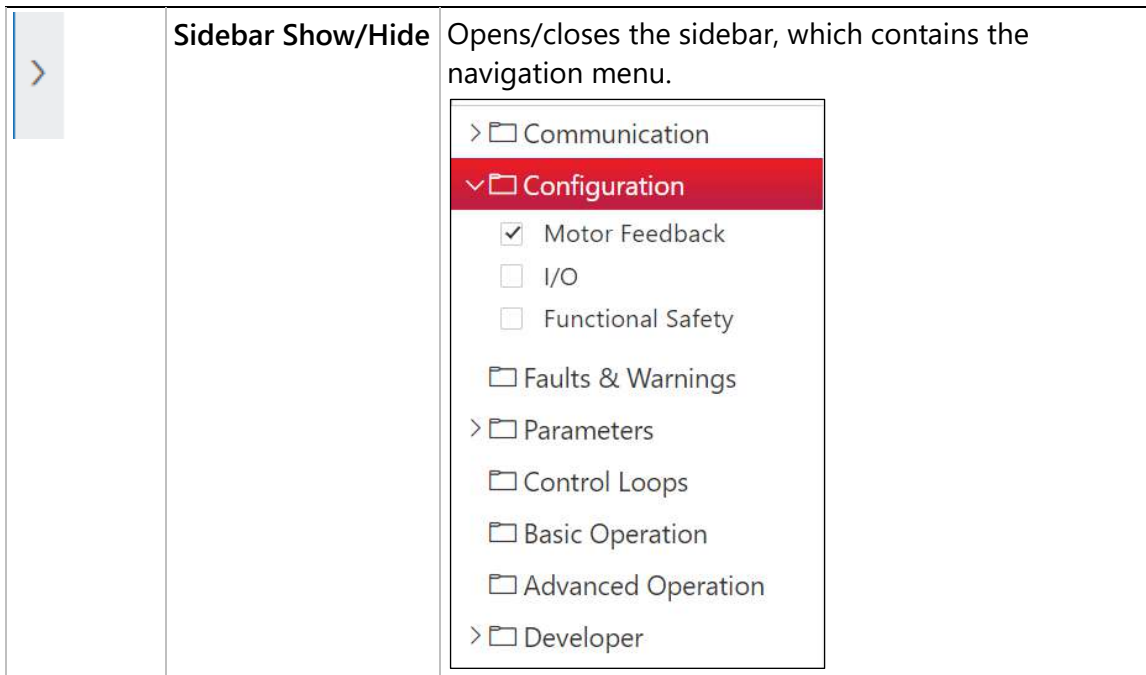 Sidebar Show/Hide
Opens/closes the sidebar, which contains the
navigation menu.
Communication
Configuration
Motor Feedback
I/O
Functional Safety
Faults & Warnings
Parameters
Control Loops
Basic Operation
Advanced Operation
Developer